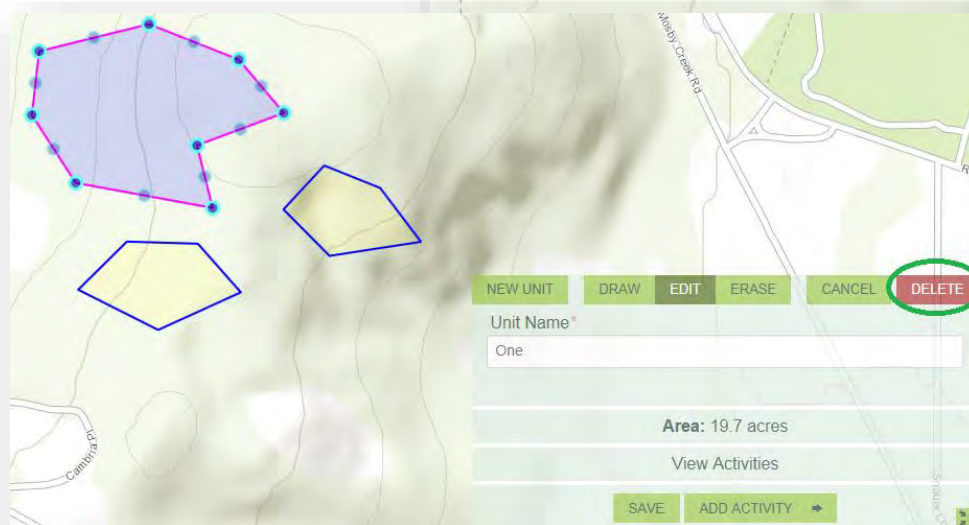 Mosby Creek Rd
R
NEW UNIT DRAW EDIT ERASE CANCEL DELETE
Unit Name*
One
Area: 19.7 acres
Cambria Pl
View Activities
SAVE ADD ACTIVITY